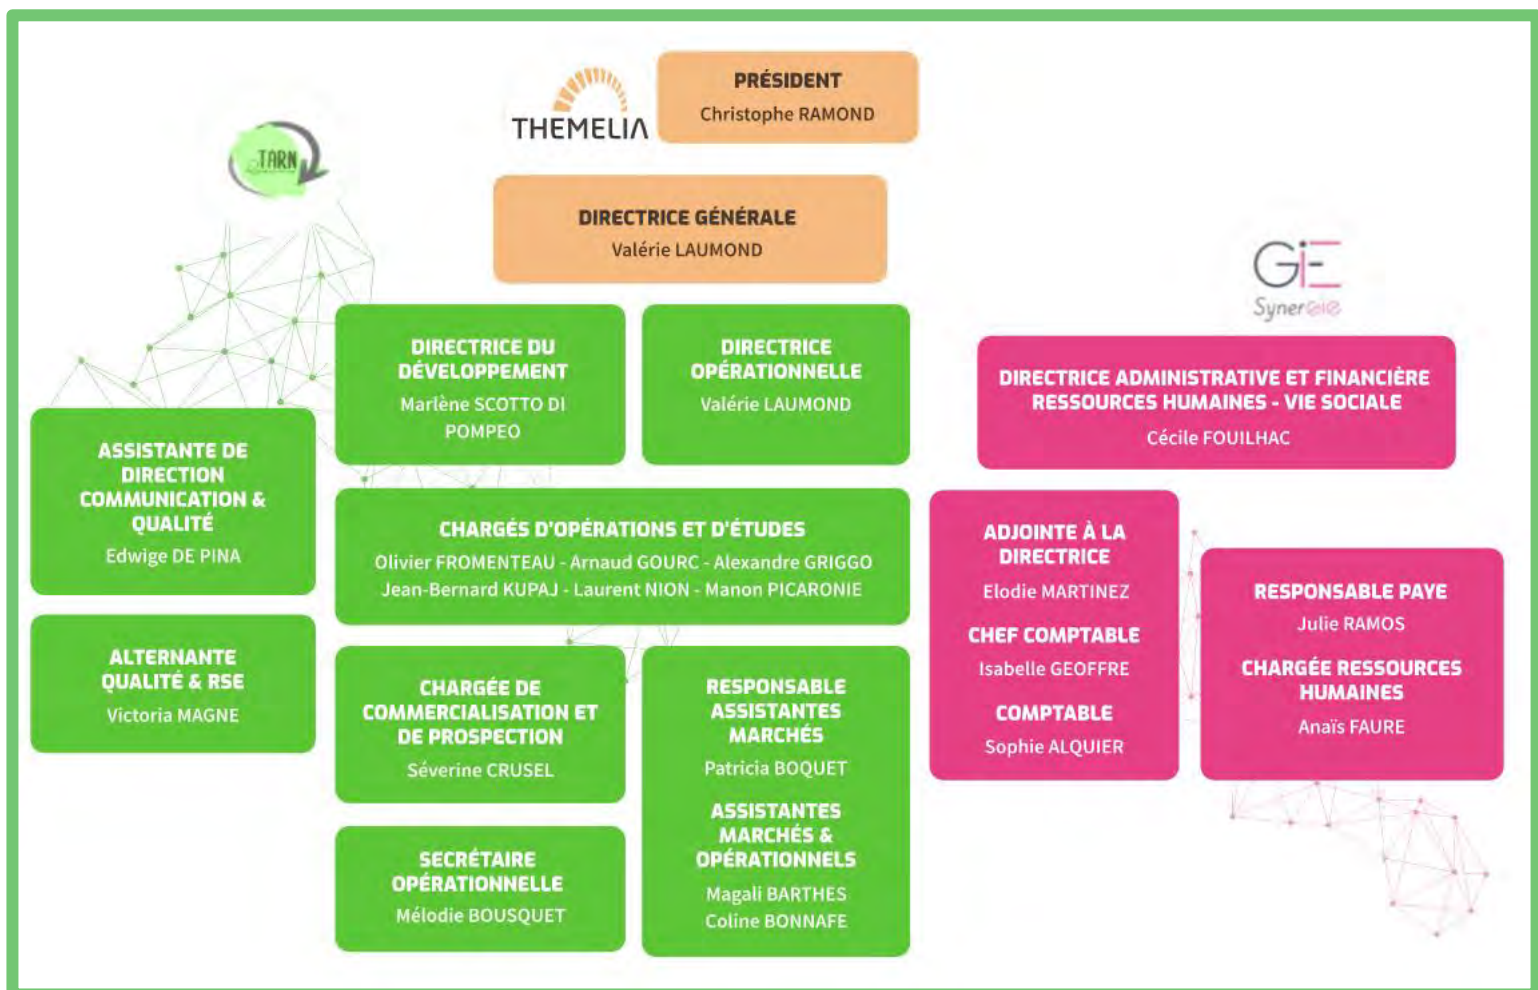 THEMELIA
PRÉSIDENT
Christophe RAMOND
TARN
DIRECTRICE GÉNÉRALE
Valérie LAUMOND
GIE
Synergie
DIRECTRICE DU
DÉVELOPPEMENT
Marlène SCOTTO DI
POMPEO
DIRECTRICE
OPÉRATIONNELLE
Valérie LAUMOND
DIRECTRICE ADMINISTRATIVE ET FINANCIÈRE
RESSOURCES HUMAINES - VIE SOCIALE
Cécile FOUILHAC
ASSISTANTE DE
DIRECTION
COMMUNICATION &
QUALITÉ
Edwige DE PINA
CHARGÉS D'OPÉRATIONS ET D'ÉTUDES
Olivier FROMENTEAU - Arnaud GOURC - Alexandre GRIGGO
Jean-Bernard KUPAJ - Laurent NION - Manon PICARONIE
ADJOINTE À LA
DIRECTRICE
Elodie MARTINEZ
CHEF COMPTABLE
Isabelle GEOFFRE
COMPTABLE
Sophie ALQUIER
RESPONSABLE PAYE
Julie RAMOS
CHARGÉE RESSOURCES
HUMAINES
Anaïs FAURE
ALTERNANTE
QUALITÉ & RSE
Victoria MAGNE
CHARGÉE DE
COMMERCIALISATION ET
DE PROSPECTION
Séverine CRUSEL
RESPONSABLE
ASSISTANTES
MARCHÉS
Patricia BOQUET
ASSISTANTES
MARCHÉS &
OPÉRATIONNELS
Magali BARTHES
Coline BONNAFE
SECRÉTAIRE
OPÉRATIONNELLE
Mélodie BOUSQUET